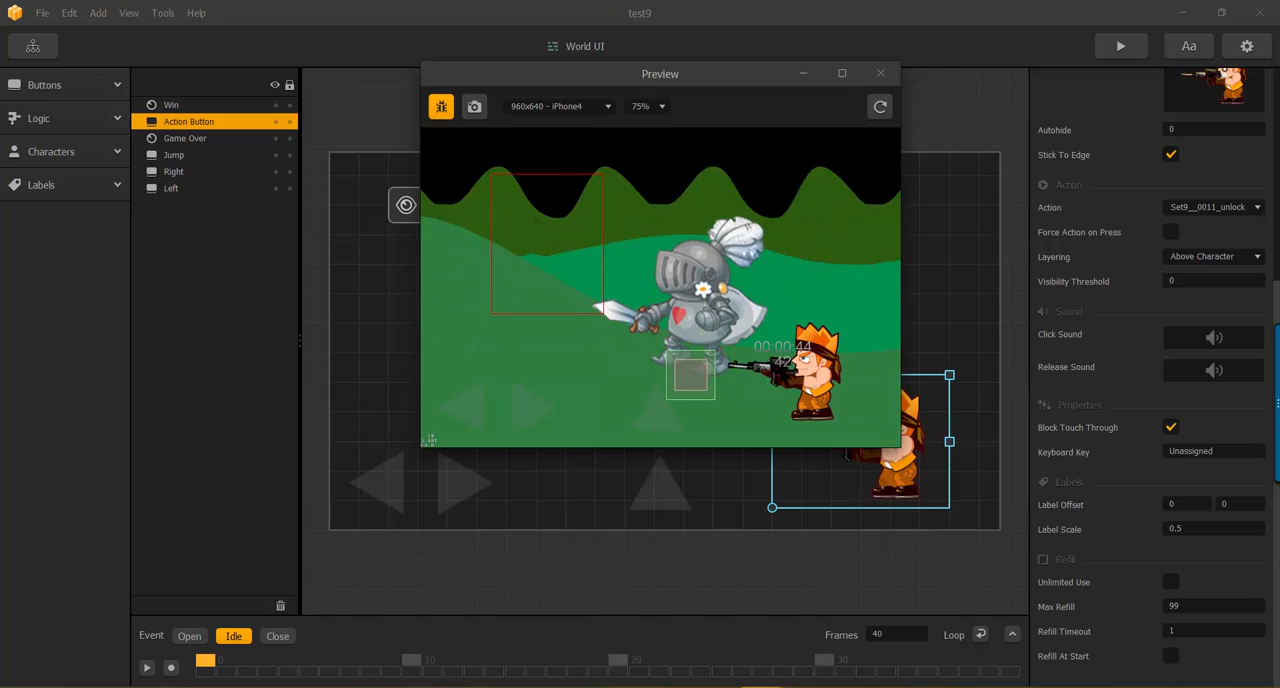 File Edit Add View Tools Help
test9
World UI
Aa
Buttons
Logic
Characters
Labels
Win
Action Button
Game Over
Jump
Right
Left
Preview
960x640 - iPhone4
75%
00:00:44
42
Autohide 0
Stick To Edge
Action
Action Set9__0011_unlock
Force Action on Press
Layering Above Character
Visibility Threshold 0
Sound
Click Sound
Release Sound
Properties
Block Touch Through
Keyboard Key Unassigned
Labels
Label Offset 0 0
Label Scale 0.5
Refill
Unlimited Use
Max Refill 99
Refill Timeout 1
Refill At Start
Event Open Idle Close
Frames 40 Loop
0 10 20 30